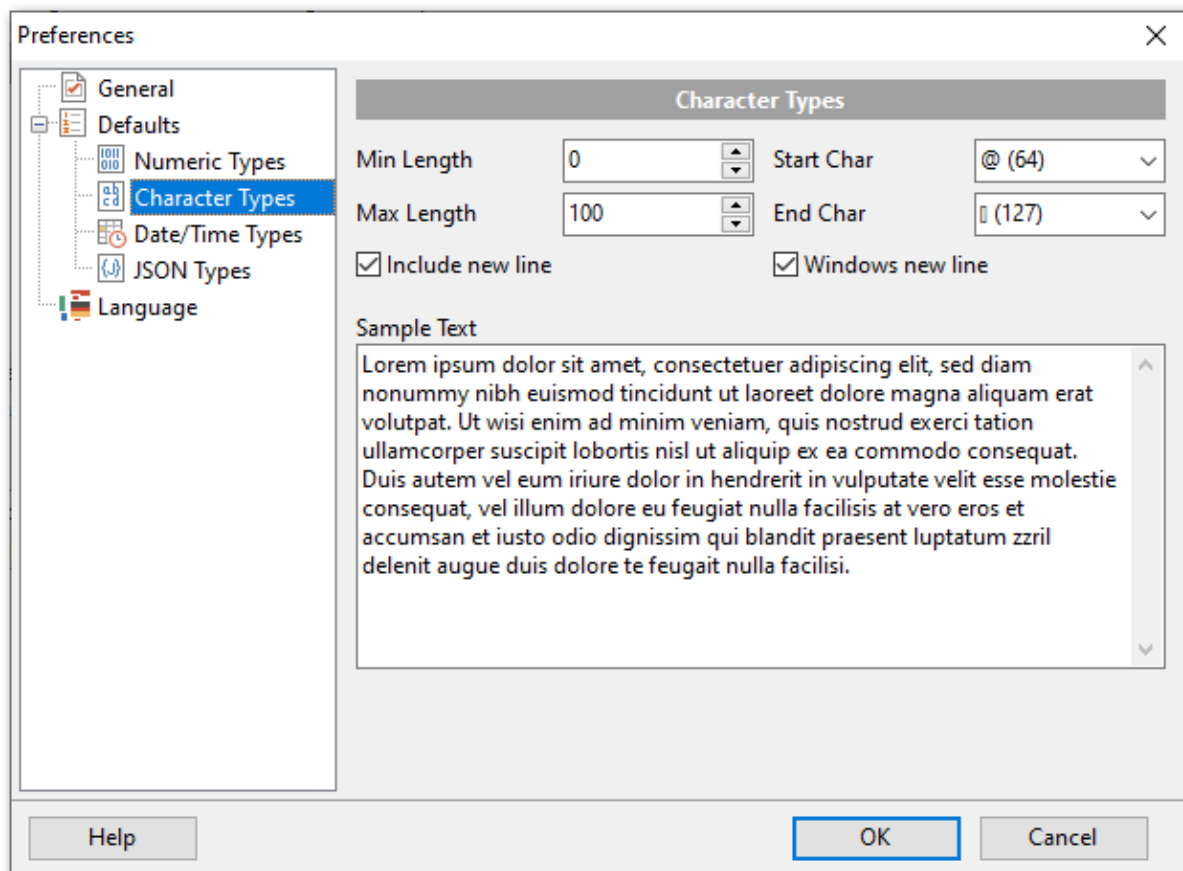 Preferences
General
Defaults
Numeric Types
Character Types
Date/Time Types
JSON Types
Language
Character Types
Min Length 0 Start Char @ (64)
Max Length 100 End Char ▯ (127)
Include new line Windows new line
Sample Text
Lorem ipsum dolor sit amet, consectetuer adipiscing elit, sed diam
nonummy nibh euismod tincidunt ut laoreet dolore magna aliquam erat
volutpat. Ut wisi enim ad minim veniam, quis nostrud exerci tation
ullamcorper suscipit lobortis nisl ut aliquip ex ea commodo consequat.
Duis autem vel eum iriure dolor in hendrerit in vulputate velit esse molestie
consequat, vel illum dolore eu feugiat nulla facilisis at vero eros et
accumsan et iusto odio dignissim qui blandit praesent luptatum zzril
delenit augue duis dolore te feugait nulla facilisi.
Help OK Cancel